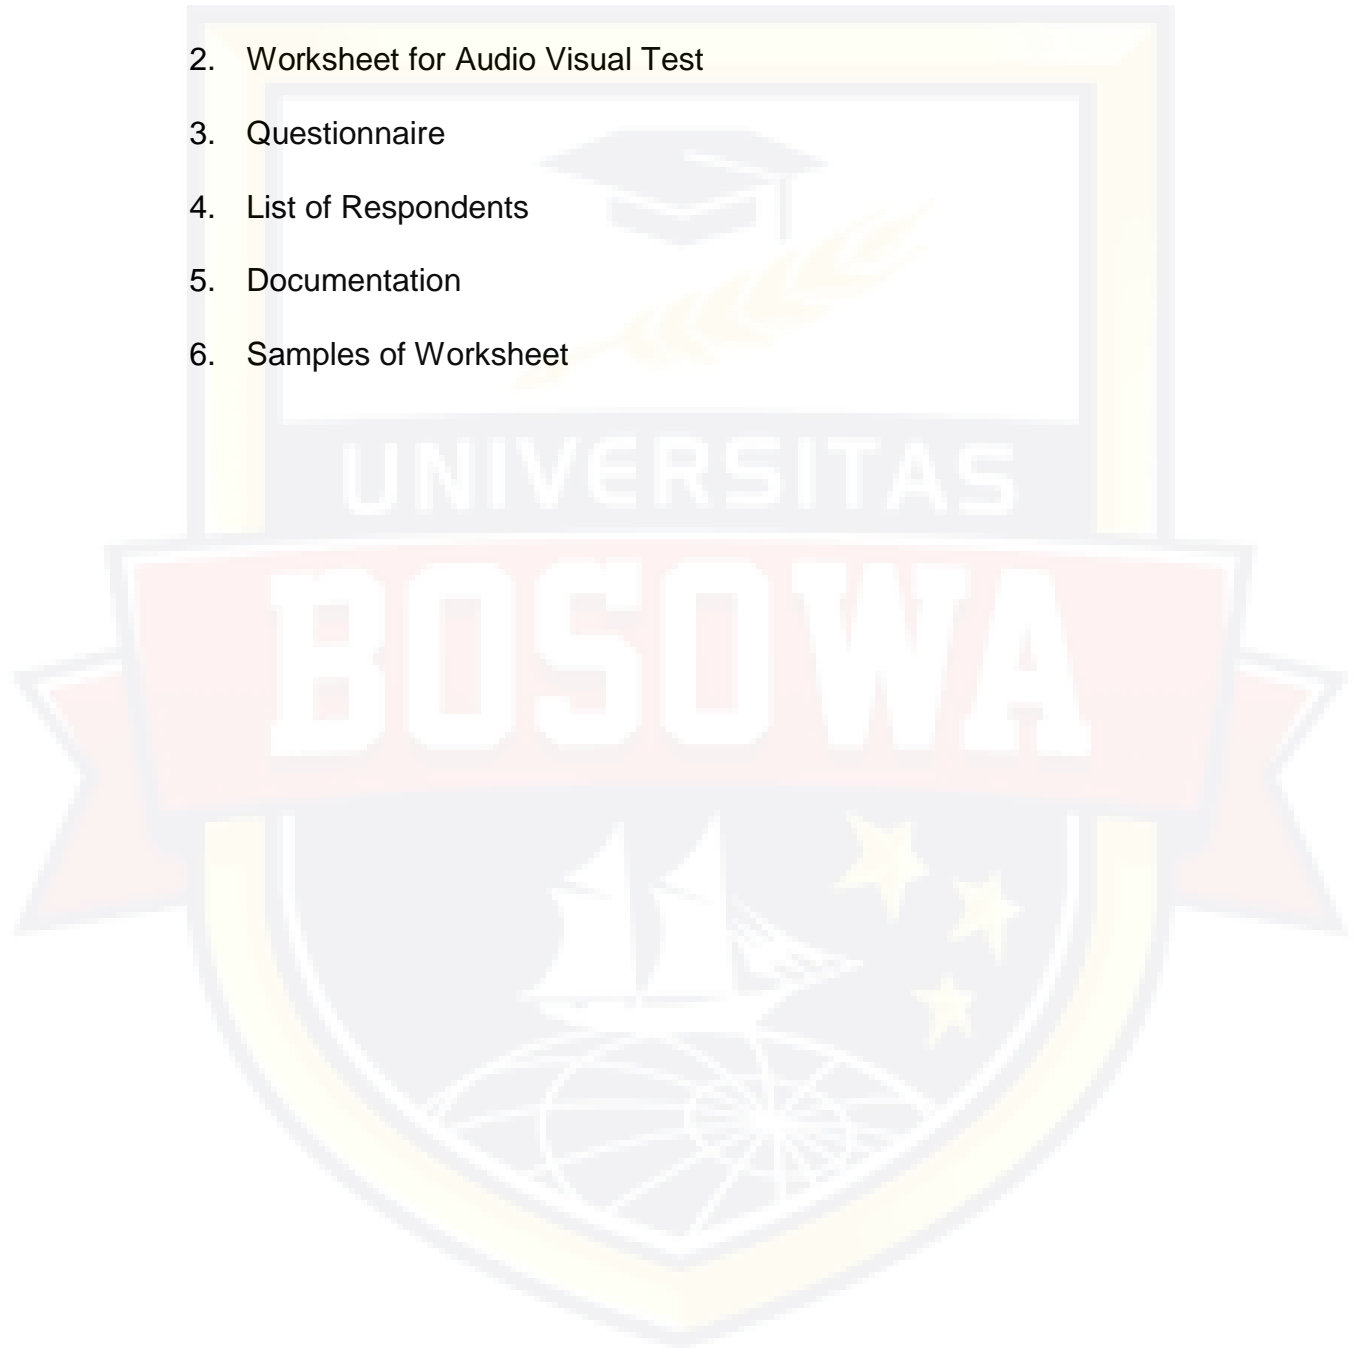 2. Worksheet for Audio Visual Test
3. Questionnaire
4. List of Respondents
5. Documentation
6. Samples of Worksheet
UNIVERSITAS
BOSOWA